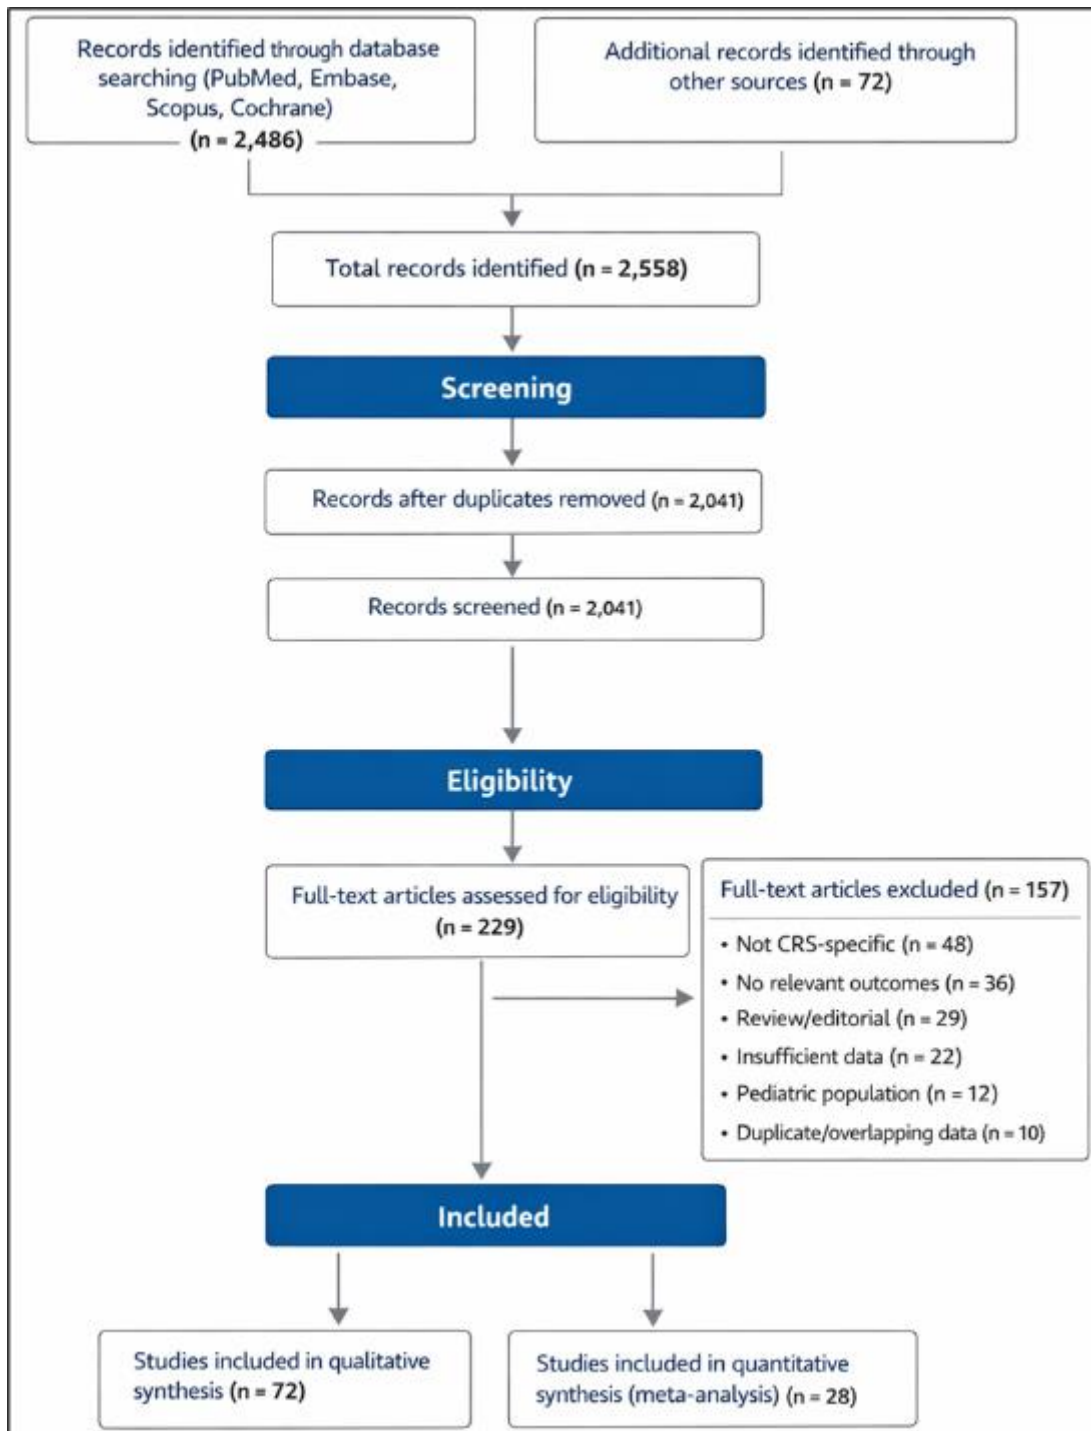 Records identified through database
searching (PubMed, Embase,
Scopus, Cochrane)
(n = 2,486)
Additional records identified through
other sources (n = 72)
Total records identified (n = 2,558)
Screening
Records after duplicates removed (n = 2,041)
Records screened (n = 2,041)
Eligibility
Full-text articles assessed for eligibility
(n = 229)
Full-text articles excluded (n = 157)
• Not CRS-specific (n = 48)
• No relevant outcomes (n = 36)
• Review/editorial (n = 29)
• Insufficient data (n = 22)
• Pediatric population (n = 12)
• Duplicate/overlapping data (n = 10)
Included
Studies included in qualitative
synthesis (n = 72)
Studies included in quantitative
synthesis (meta-analysis) (n = 28)